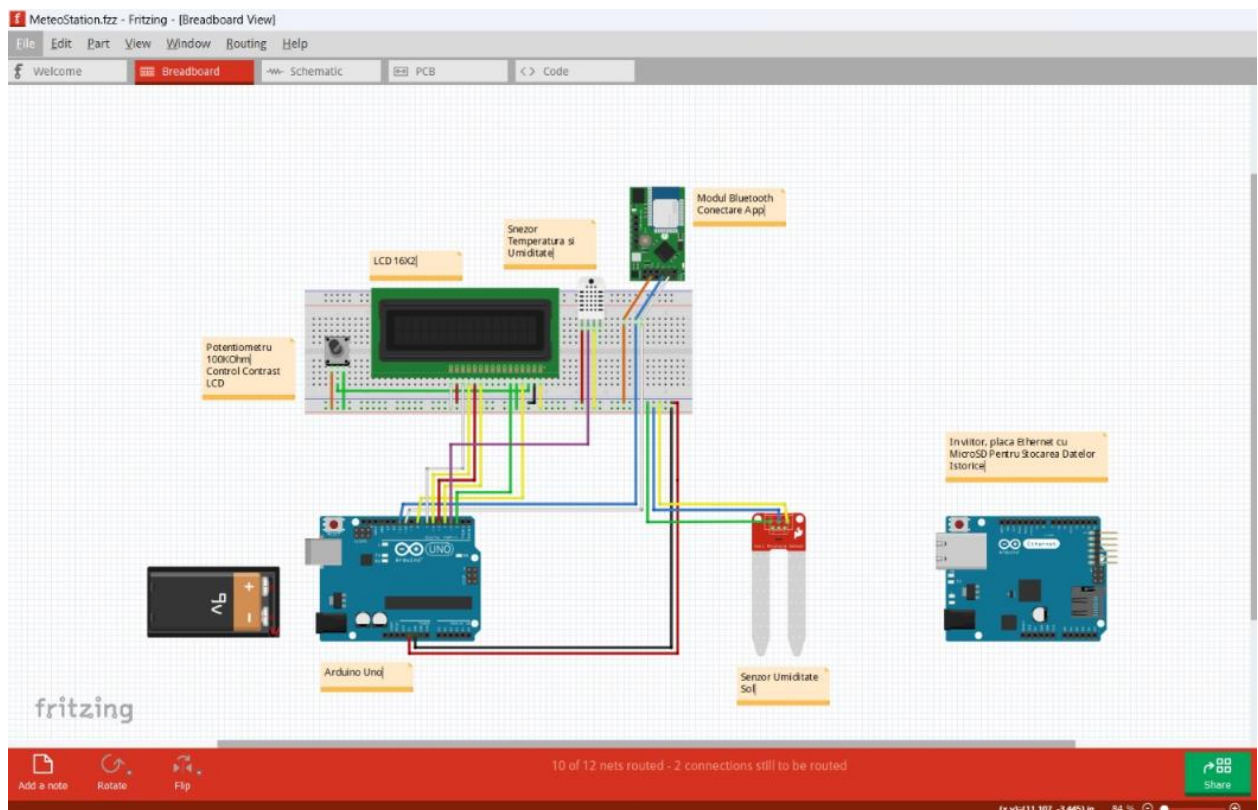 MeteoStation.fzz - Fritzing - [Breadboard View]
File Edit Part View Window Routing Help
Welcome Breadboard Schematic PCB Code
Modul Bluetooth
Conectare App
Snezor
Temperatura si
Umiditate
LCD 16X2
Potentiometru
100KOhm
Control Contrast
LCD
In viitor, placa Ethernet cu
MicroSD Pentru Stocarea Datelor
Istorice
UNO
Ethernet
9V
Arduino Uno
Senzor Umiditate
Sol
fritzing
10 of 12 nets routed - 2 connections still to be routed
Add a note Rotate Flip
Share
84 %